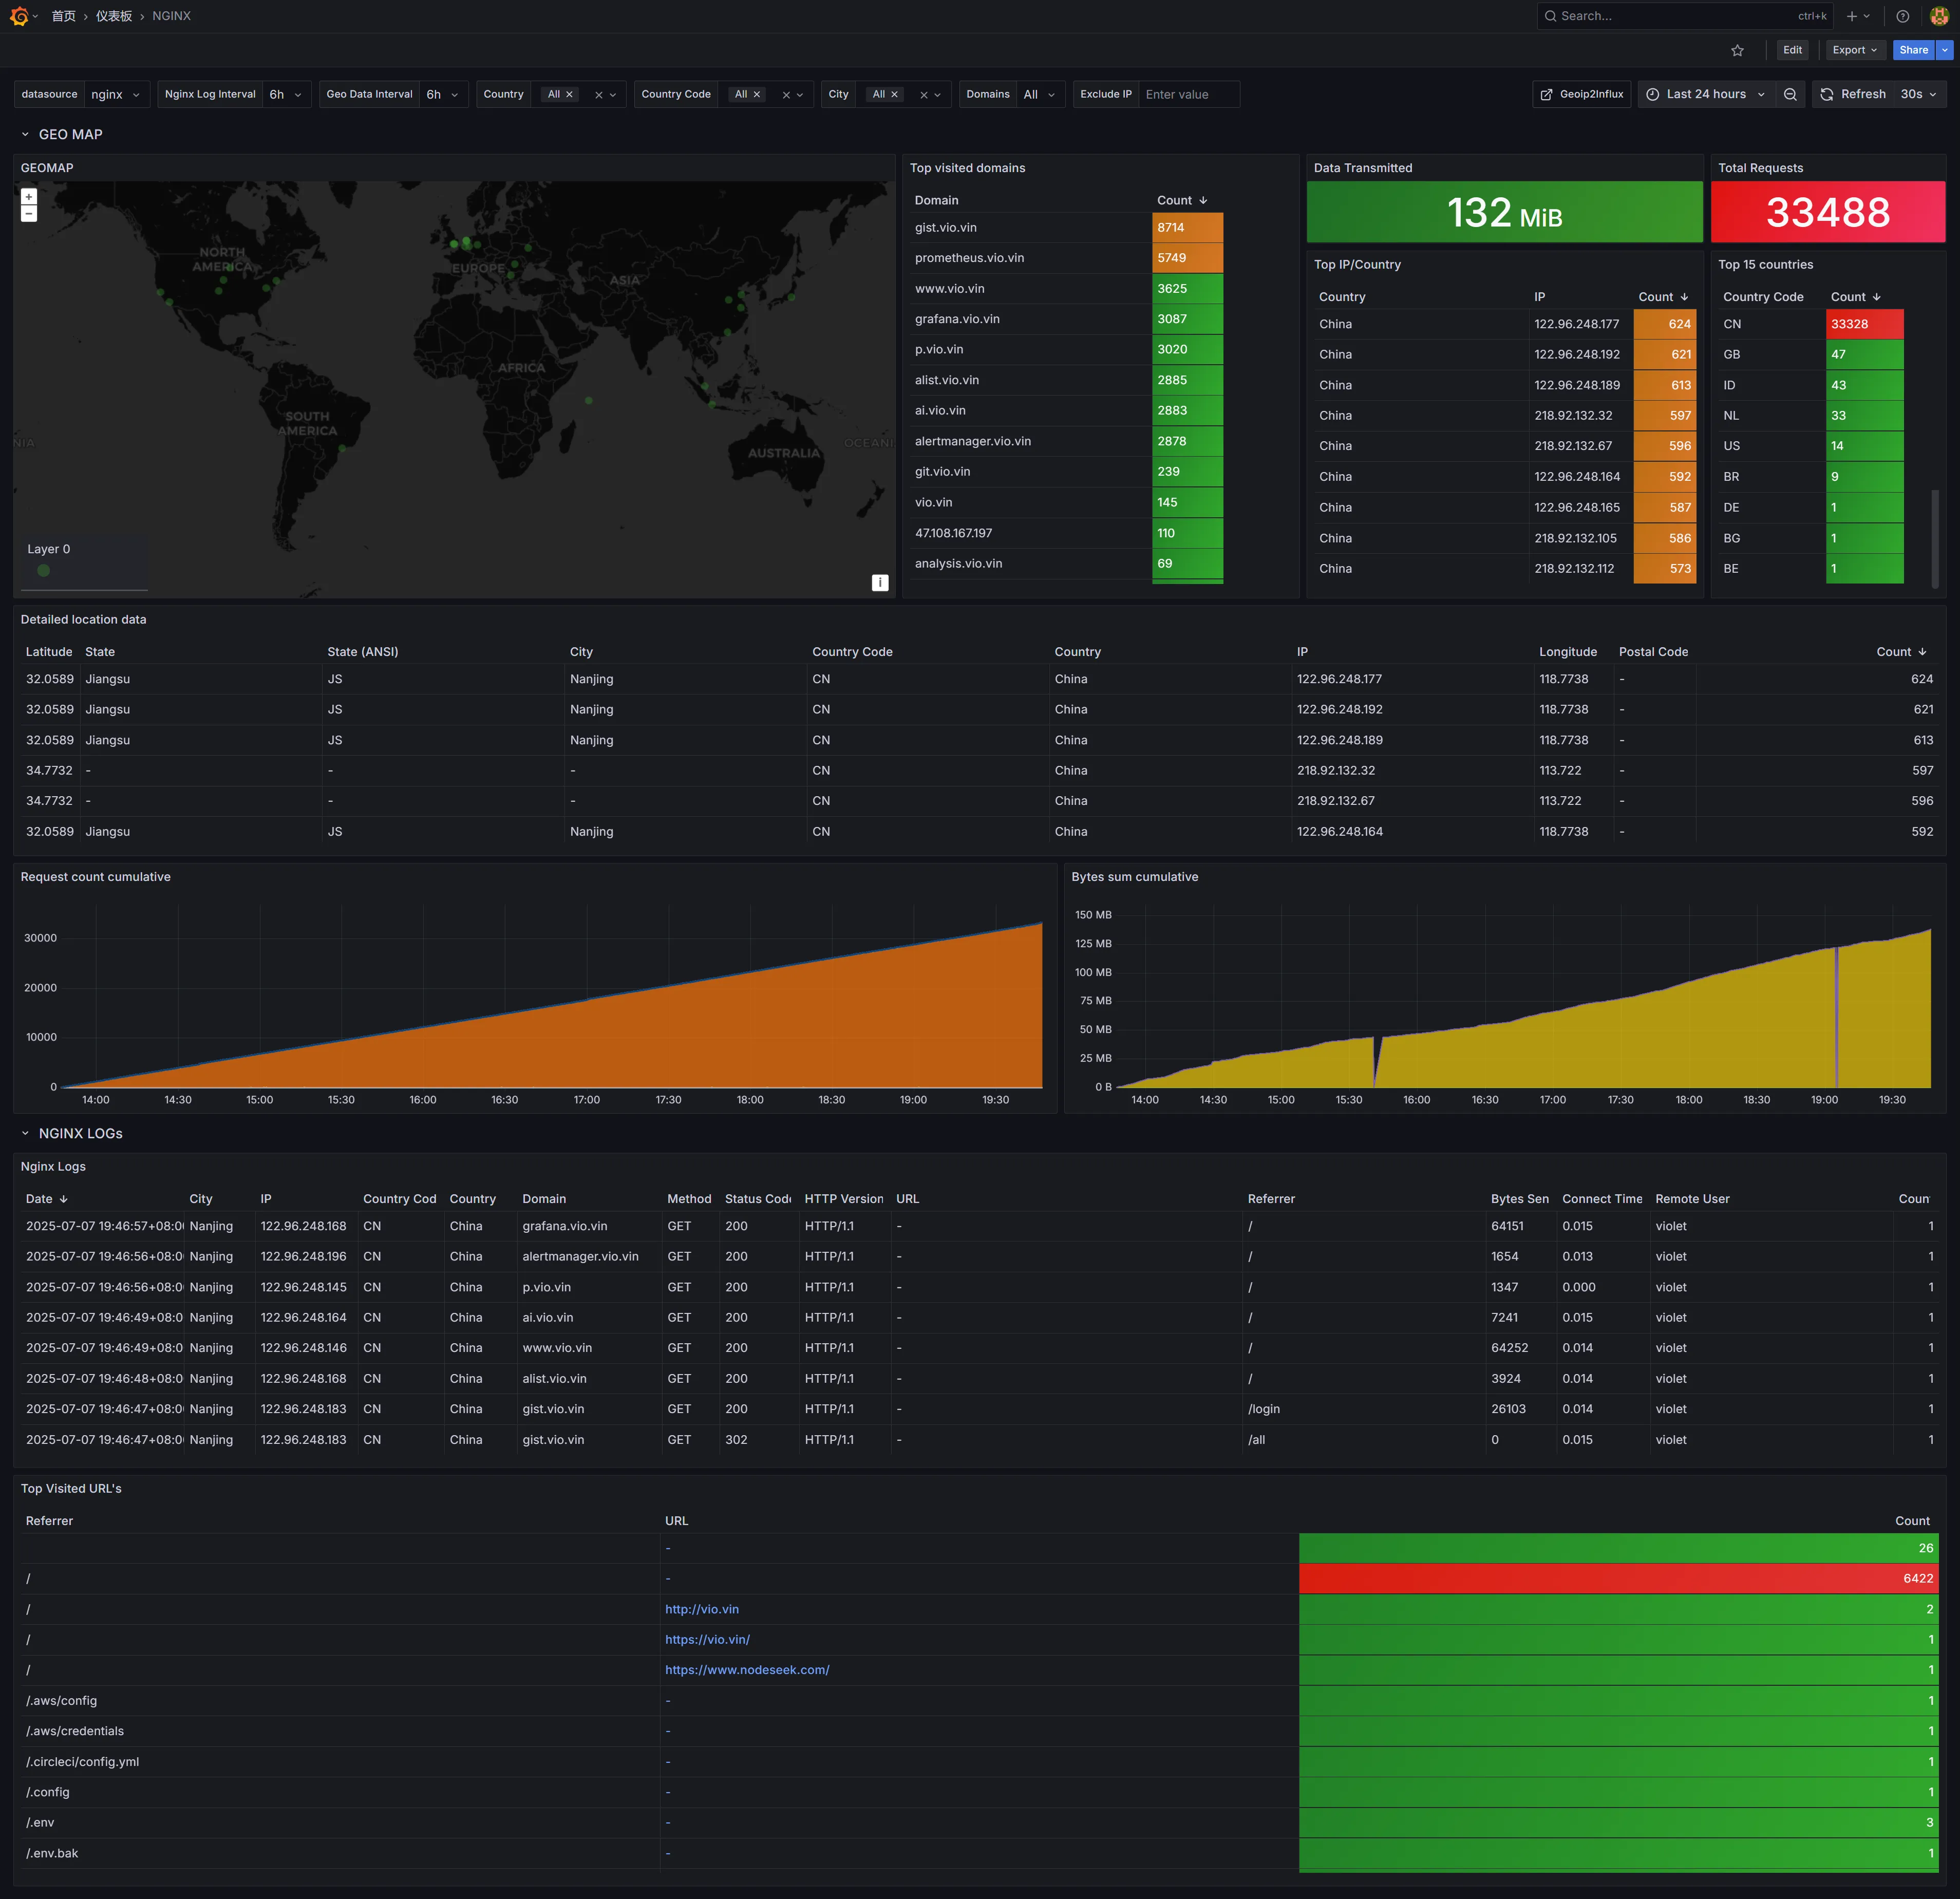 首页 › 仪表板 › NGINX Search... ctrl+k
Edit Export Share
datasource nginx Nginx Log Interval 6h Geo Data Interval 6h Country All Country Code All City All Domains All Exclude IP Enter value Geoip2Influx Last 24 hours Refresh 30s
GEO MAP
GEOMAP
+
−
NORTH
AMERICA
EUROPE
ASIA
AFRICA
SOUTH
AMERICA
NIA
AUSTRALIA
OCEANI
Layer 0
i
Top visited domains
Domain Count
gist.vio.vin 8714
prometheus.vio.vin 5749
www.vio.vin 3625
grafana.vio.vin 3087
p.vio.vin 3020
alist.vio.vin 2885
ai.vio.vin 2883
alertmanager.vio.vin 2878
git.vio.vin 239
vio.vin 145
47.108.167.197 110
analysis.vio.vin 69
Data Transmitted
132 MiB
Total Requests
33488
Top IP/Country
Country IP Count
China 122.96.248.177 624
China 122.96.248.192 621
China 122.96.248.189 613
China 218.92.132.32 597
China 218.92.132.67 596
China 122.96.248.164 592
China 122.96.248.165 587
China 218.92.132.105 586
China 218.92.132.112 573
Top 15 countries
Country Code Count
CN 33328
GB 47
ID 43
NL 33
US 14
BR 9
DE 1
BG 1
BE 1
Detailed location data
Latitude State State (ANSI) City Country Code Country IP Longitude Postal Code Count
32.0589 Jiangsu JS Nanjing CN China 122.96.248.177 118.7738 - 624
32.0589 Jiangsu JS Nanjing CN China 122.96.248.192 118.7738 - 621
32.0589 Jiangsu JS Nanjing CN China 122.96.248.189 118.7738 - 613
34.7732 - - - CN China 218.92.132.32 113.722 - 597
34.7732 - - - CN China 218.92.132.67 113.722 - 596
32.0589 Jiangsu JS Nanjing CN China 122.96.248.164 118.7738 - 592
Request count cumulative
30000
20000
10000
0
14:00 14:30 15:00 15:30 16:00 16:30 17:00 17:30 18:00 18:30 19:00 19:30
Bytes sum cumulative
150 MB
125 MB
100 MB
75 MB
50 MB
25 MB
0 B
14:00 14:30 15:00 15:30 16:00 16:30 17:00 17:30 18:00 18:30 19:00 19:30
NGINX LOGs
Nginx Logs
Date City IP Country Cod Country Domain Method Status Code HTTP Version URL Referrer Bytes Sen Connect Time Remote User Coun
2025-07-07 19:46:57+08:0 Nanjing 122.96.248.168 CN China grafana.vio.vin GET 200 HTTP/1.1 - / 64151 0.015 violet 1
2025-07-07 19:46:56+08:0 Nanjing 122.96.248.196 CN China alertmanager.vio.vin GET 200 HTTP/1.1 - / 1654 0.013 violet 1
2025-07-07 19:46:56+08:0 Nanjing 122.96.248.145 CN China p.vio.vin GET 200 HTTP/1.1 - / 1347 0.000 violet 1
2025-07-07 19:46:49+08:0 Nanjing 122.96.248.164 CN China ai.vio.vin GET 200 HTTP/1.1 - / 7241 0.015 violet 1
2025-07-07 19:46:49+08:0 Nanjing 122.96.248.146 CN China www.vio.vin GET 200 HTTP/1.1 - / 64252 0.014 violet 1
2025-07-07 19:46:48+08:0 Nanjing 122.96.248.168 CN China alist.vio.vin GET 200 HTTP/1.1 - / 3924 0.014 violet 1
2025-07-07 19:46:47+08:0 Nanjing 122.96.248.183 CN China gist.vio.vin GET 200 HTTP/1.1 - /login 26103 0.014 violet 1
2025-07-07 19:46:47+08:0 Nanjing 122.96.248.183 CN China gist.vio.vin GET 302 HTTP/1.1 - /all 0 0.015 violet 1
Top Visited URL's
Referrer URL Count
- 26
/ - 6422
/ http://vio.vin 2
/ https://vio.vin/ 1
/ https://www.nodeseek.com/ 1
/.aws/config - 1
/.aws/credentials - 1
/.circleci/config.yml - 1
/.config - 1
/.env - 3
/.env.bak - 1